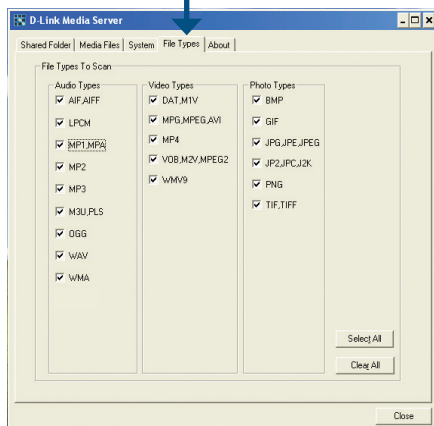 D-Link Media Server
Shared Folder Media Files System File Types About
File Types To Scan
Audio Types
AIF,AIFF
LPCM
MP1,MPA
MP2
MP3
M3U,PLS
OGG
WAV
WMA
Video Types
DAT,M1V
MPG,MPEG,AVI
MP4
VOB,M2V,MPEG2
WMV9
Photo Types
BMP
GIF
JPG,JPE,JPEG
JP2,JPC,J2K
PNG
TIF,TIFF
Select All
Clear All
Close